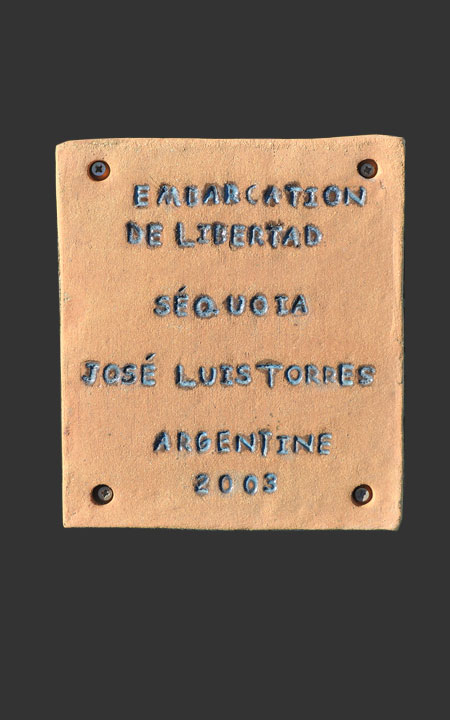 EMBARCATION
DE LIBERTAD
SÉQUOIA
JOSÉ LUIS TORRES
ARGENTINE
2003